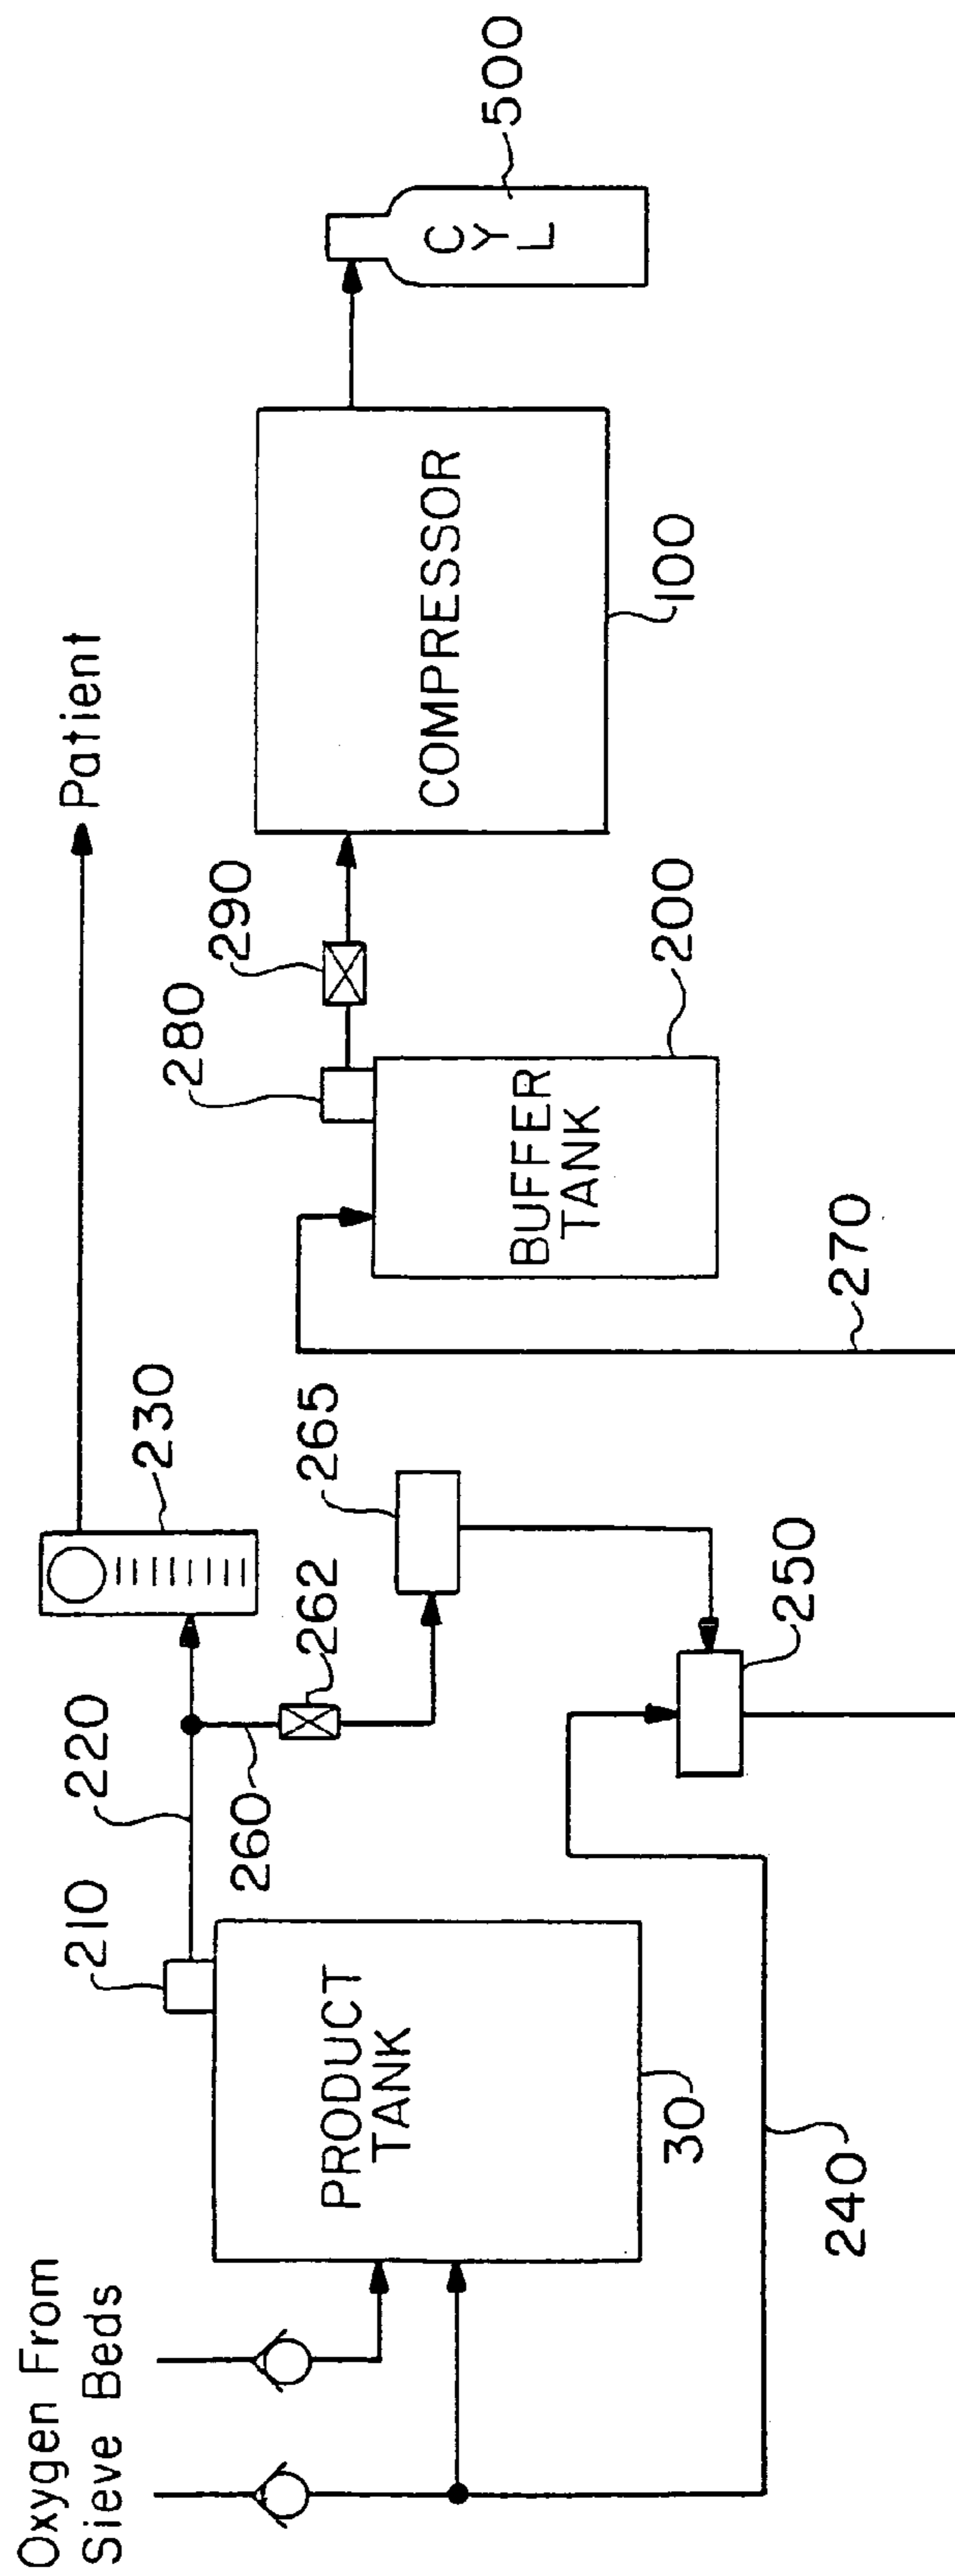 Oxygen From
Sieve Beds
210
220
230
Patient
260
262
265
280
290
PRODUCT
TANK
BUFFER
TANK
COMPRESSOR
C
Y
L
500
30
240
250
270
200
100